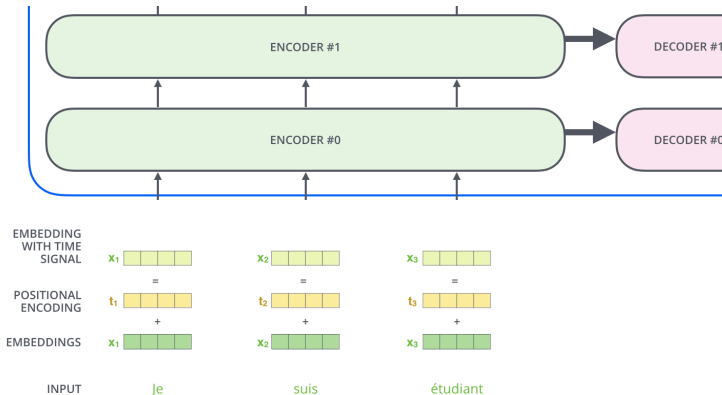 ENCODER #1
DECODER #1
ENCODER #0
DECODER #0
EMBEDDING
WITH TIME
SIGNAL
x₁ x₂ x₃
= = =
POSITIONAL
ENCODING
t₁ t₂ t₃
+ + +
EMBEDDINGS x₁ x₂ x₃
INPUT Je suis étudiant